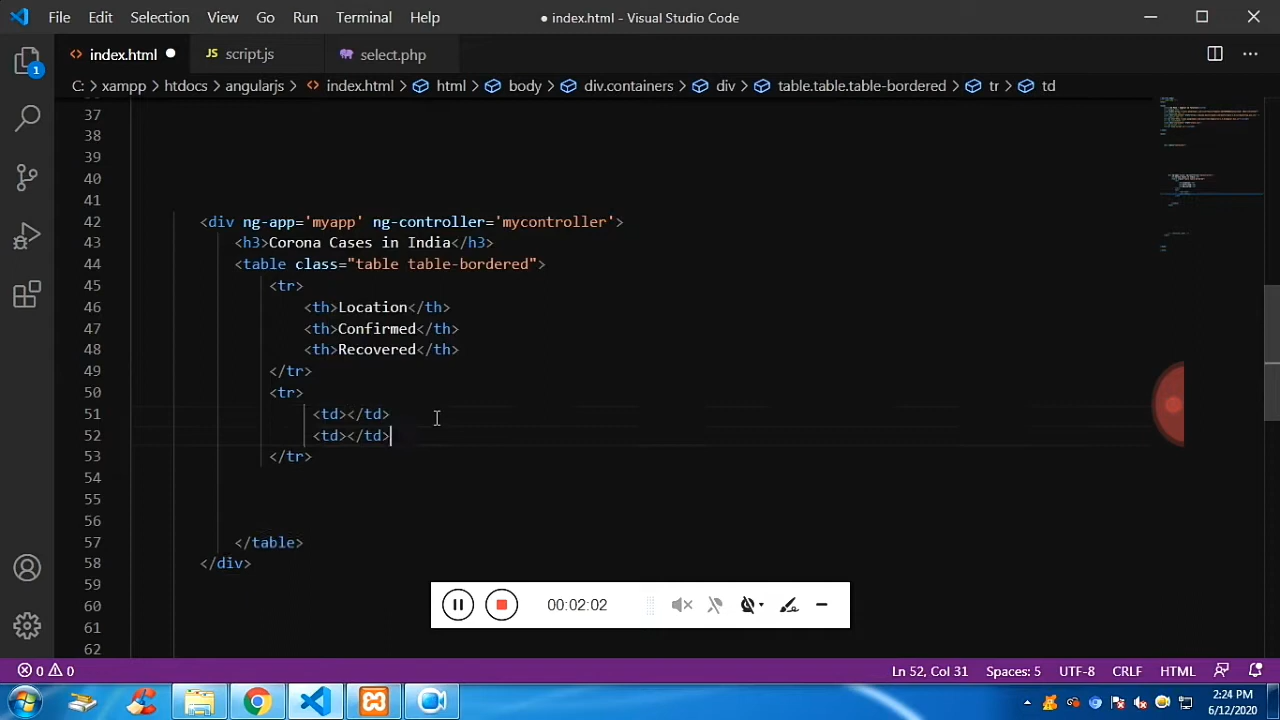 File Edit Selection View Go Run Terminal Help
● index.html - Visual Studio Code
index.html
script.js
select.php
1
C: > xampp > htdocs > angularjs > index.html > html > body > div.containers > div > table.table.table-bordered > tr > td
37
38
39
40
41
42 <div ng-app='myapp' ng-controller='mycontroller'>
43 <h3>Corona Cases in India</h3>
44 <table class="table table-bordered">
45 <tr>
46 <th>Location</th>
47 <th>Confirmed</th>
48 <th>Recovered</th>
49 </tr>
50 <tr>
51 <td></td>
52 <td></td>
53 </tr>
54
55
56
57 </table>
58 </div>
59
60
61
62
00:02:02
0 0
Ln 52, Col 31 Spaces: 5 UTF-8 CRLF HTML
2:24 PM
6/12/2020